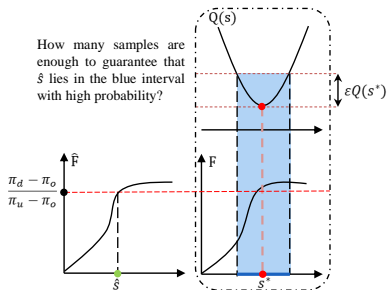 Q(s)
How many samples are
enough to guarantee that
ŝ lies in the blue interval
with high probability?
εQ(s*)
F̂
F
π_d − π_o
π_u − π_o
ŝ
s*